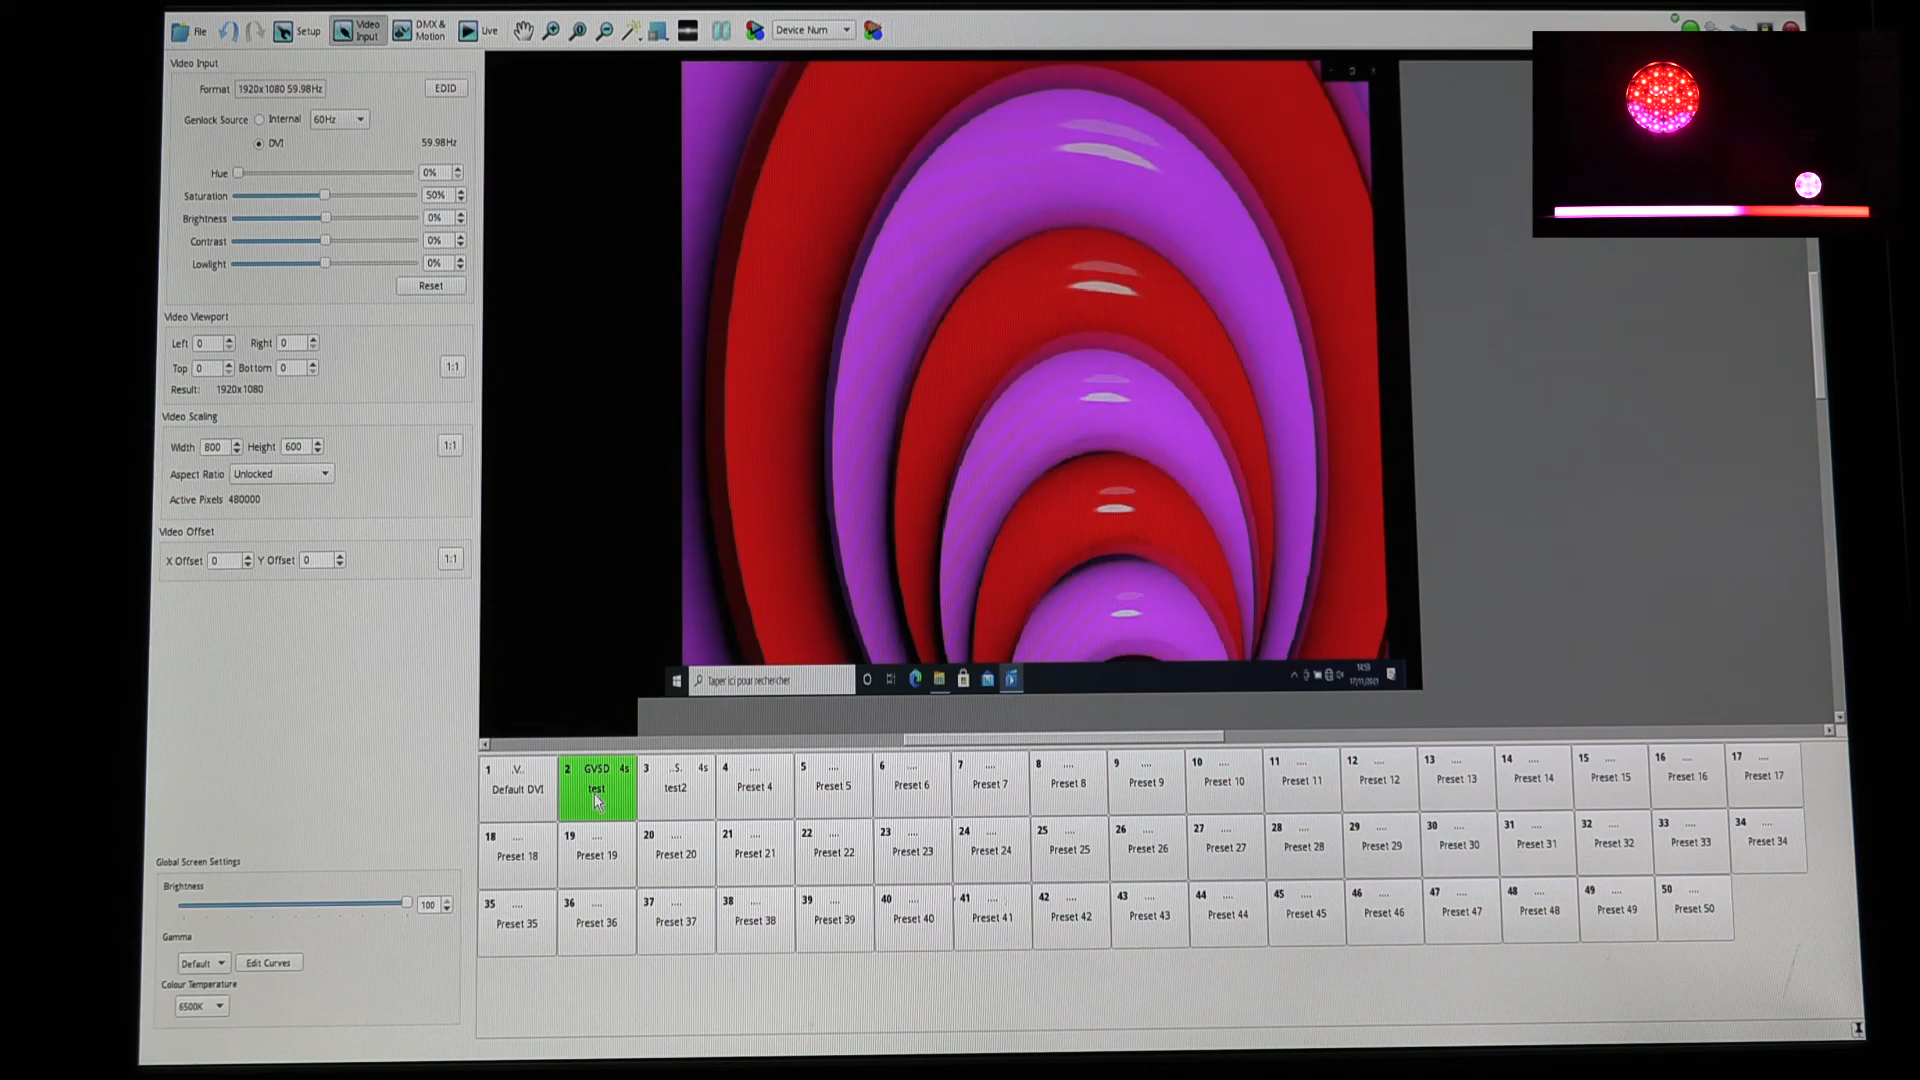 File Setup Video Input DMX & Motion Live Device Num
Video Input
Format 1920x1080 59.98Hz EDID
Genlock Source Internal 60Hz
DVI 59.98Hz
Hue 0%
Saturation 50%
Brightness 0%
Contrast 0%
Lowlight 0%
Reset
Video Viewport
Left 0 Right 0
Top 0 Bottom 0 1:1
Result: 1920x1080
Video Scaling
Width 800 Height 600 1:1
Aspect Ratio Unlocked
Active Pixels 480000
Video Offset
X Offset 0 Y Offset 0 1:1
Taper ici pour rechercher
14:53
17/11/2021
1 .V.. Default DVI
2 GVSD 4s test
3 ..S. 4s test2
4 .... Preset 4
5 .... Preset 5
6 .... Preset 6
7 .... Preset 7
8 .... Preset 8
9 .... Preset 9
10 .... Preset 10
11 .... Preset 11
12 .... Preset 12
13 .... Preset 13
14 .... Preset 14
15 .... Preset 15
16 .... Preset 16
17 .... Preset 17
18 .... Preset 18
19 .... Preset 19
20 .... Preset 20
21 .... Preset 21
22 .... Preset 22
23 .... Preset 23
24 .... Preset 24
25 .... Preset 25
26 .... Preset 26
27 .... Preset 27
28 .... Preset 28
29 .... Preset 29
30 .... Preset 30
31 .... Preset 31
32 .... Preset 32
33 .... Preset 33
34 .... Preset 34
35 .... Preset 35
36 .... Preset 36
37 .... Preset 37
38 .... Preset 38
39 .... Preset 39
40 .... Preset 40
41 .... Preset 41
42 .... Preset 42
43 .... Preset 43
44 .... Preset 44
45 .... Preset 45
46 .... Preset 46
47 .... Preset 47
48 .... Preset 48
49 .... Preset 49
50 .... Preset 50
Global Screen Settings
Brightness
100
Gamma
Default Edit Curves
Colour Temperature
6500K